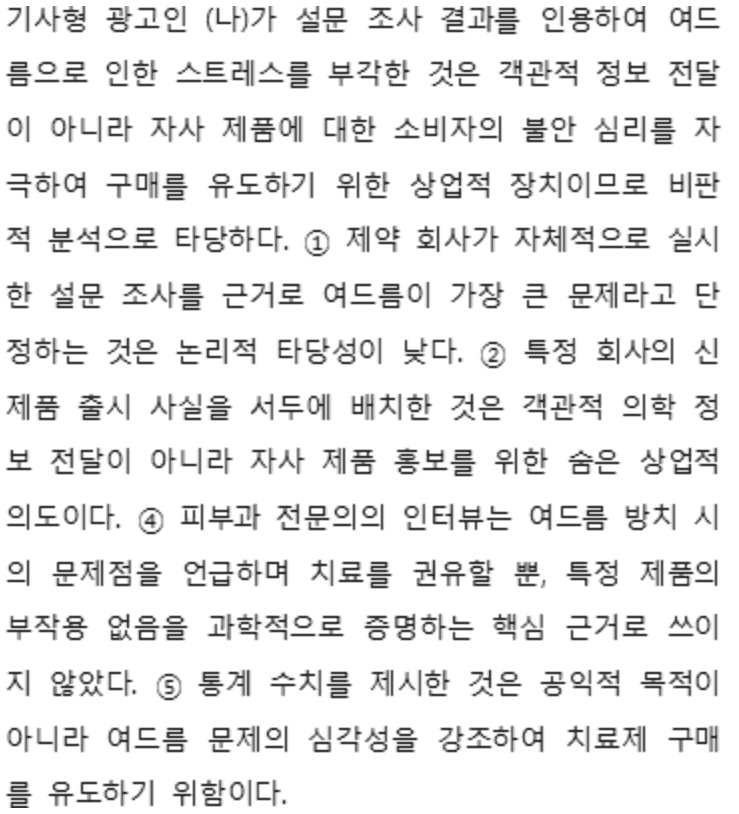 기사형 광고인 (나)가 설문 조사 결과를 인용하여 여드
름으로 인한 스트레스를 부각한 것은 객관적 정보 전달
이 아니라 자사 제품에 대한 소비자의 불안 심리를 자
극하여 구매를 유도하기 위한 상업적 장치이므로 비판
적 분석으로 타당하다. ① 제약 회사가 자체적으로 실시
한 설문 조사를 근거로 여드름이 가장 큰 문제라고 단
정하는 것은 논리적 타당성이 낮다. ② 특정 회사의 신
제품 출시 사실을 서두에 배치한 것은 객관적 의학 정
보 전달이 아니라 자사 제품 홍보를 위한 숨은 상업적
의도이다. ④ 피부과 전문의의 인터뷰는 여드름 방치 시
의 문제점을 언급하며 치료를 권유할 뿐, 특정 제품의
부작용 없음을 과학적으로 증명하는 핵심 근거로 쓰이
지 않았다. ⑤ 통계 수치를 제시한 것은 공익적 목적이
아니라 여드름 문제의 심각성을 강조하여 치료제 구매
를 유도하기 위함이다.